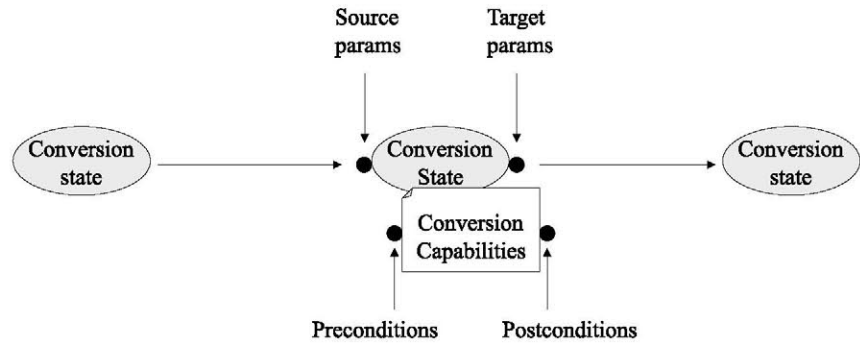 Source
params
Target
params
Conversion
state
Conversion
State
Conversion
state
Conversion
Capabilities
Preconditions
Postconditions